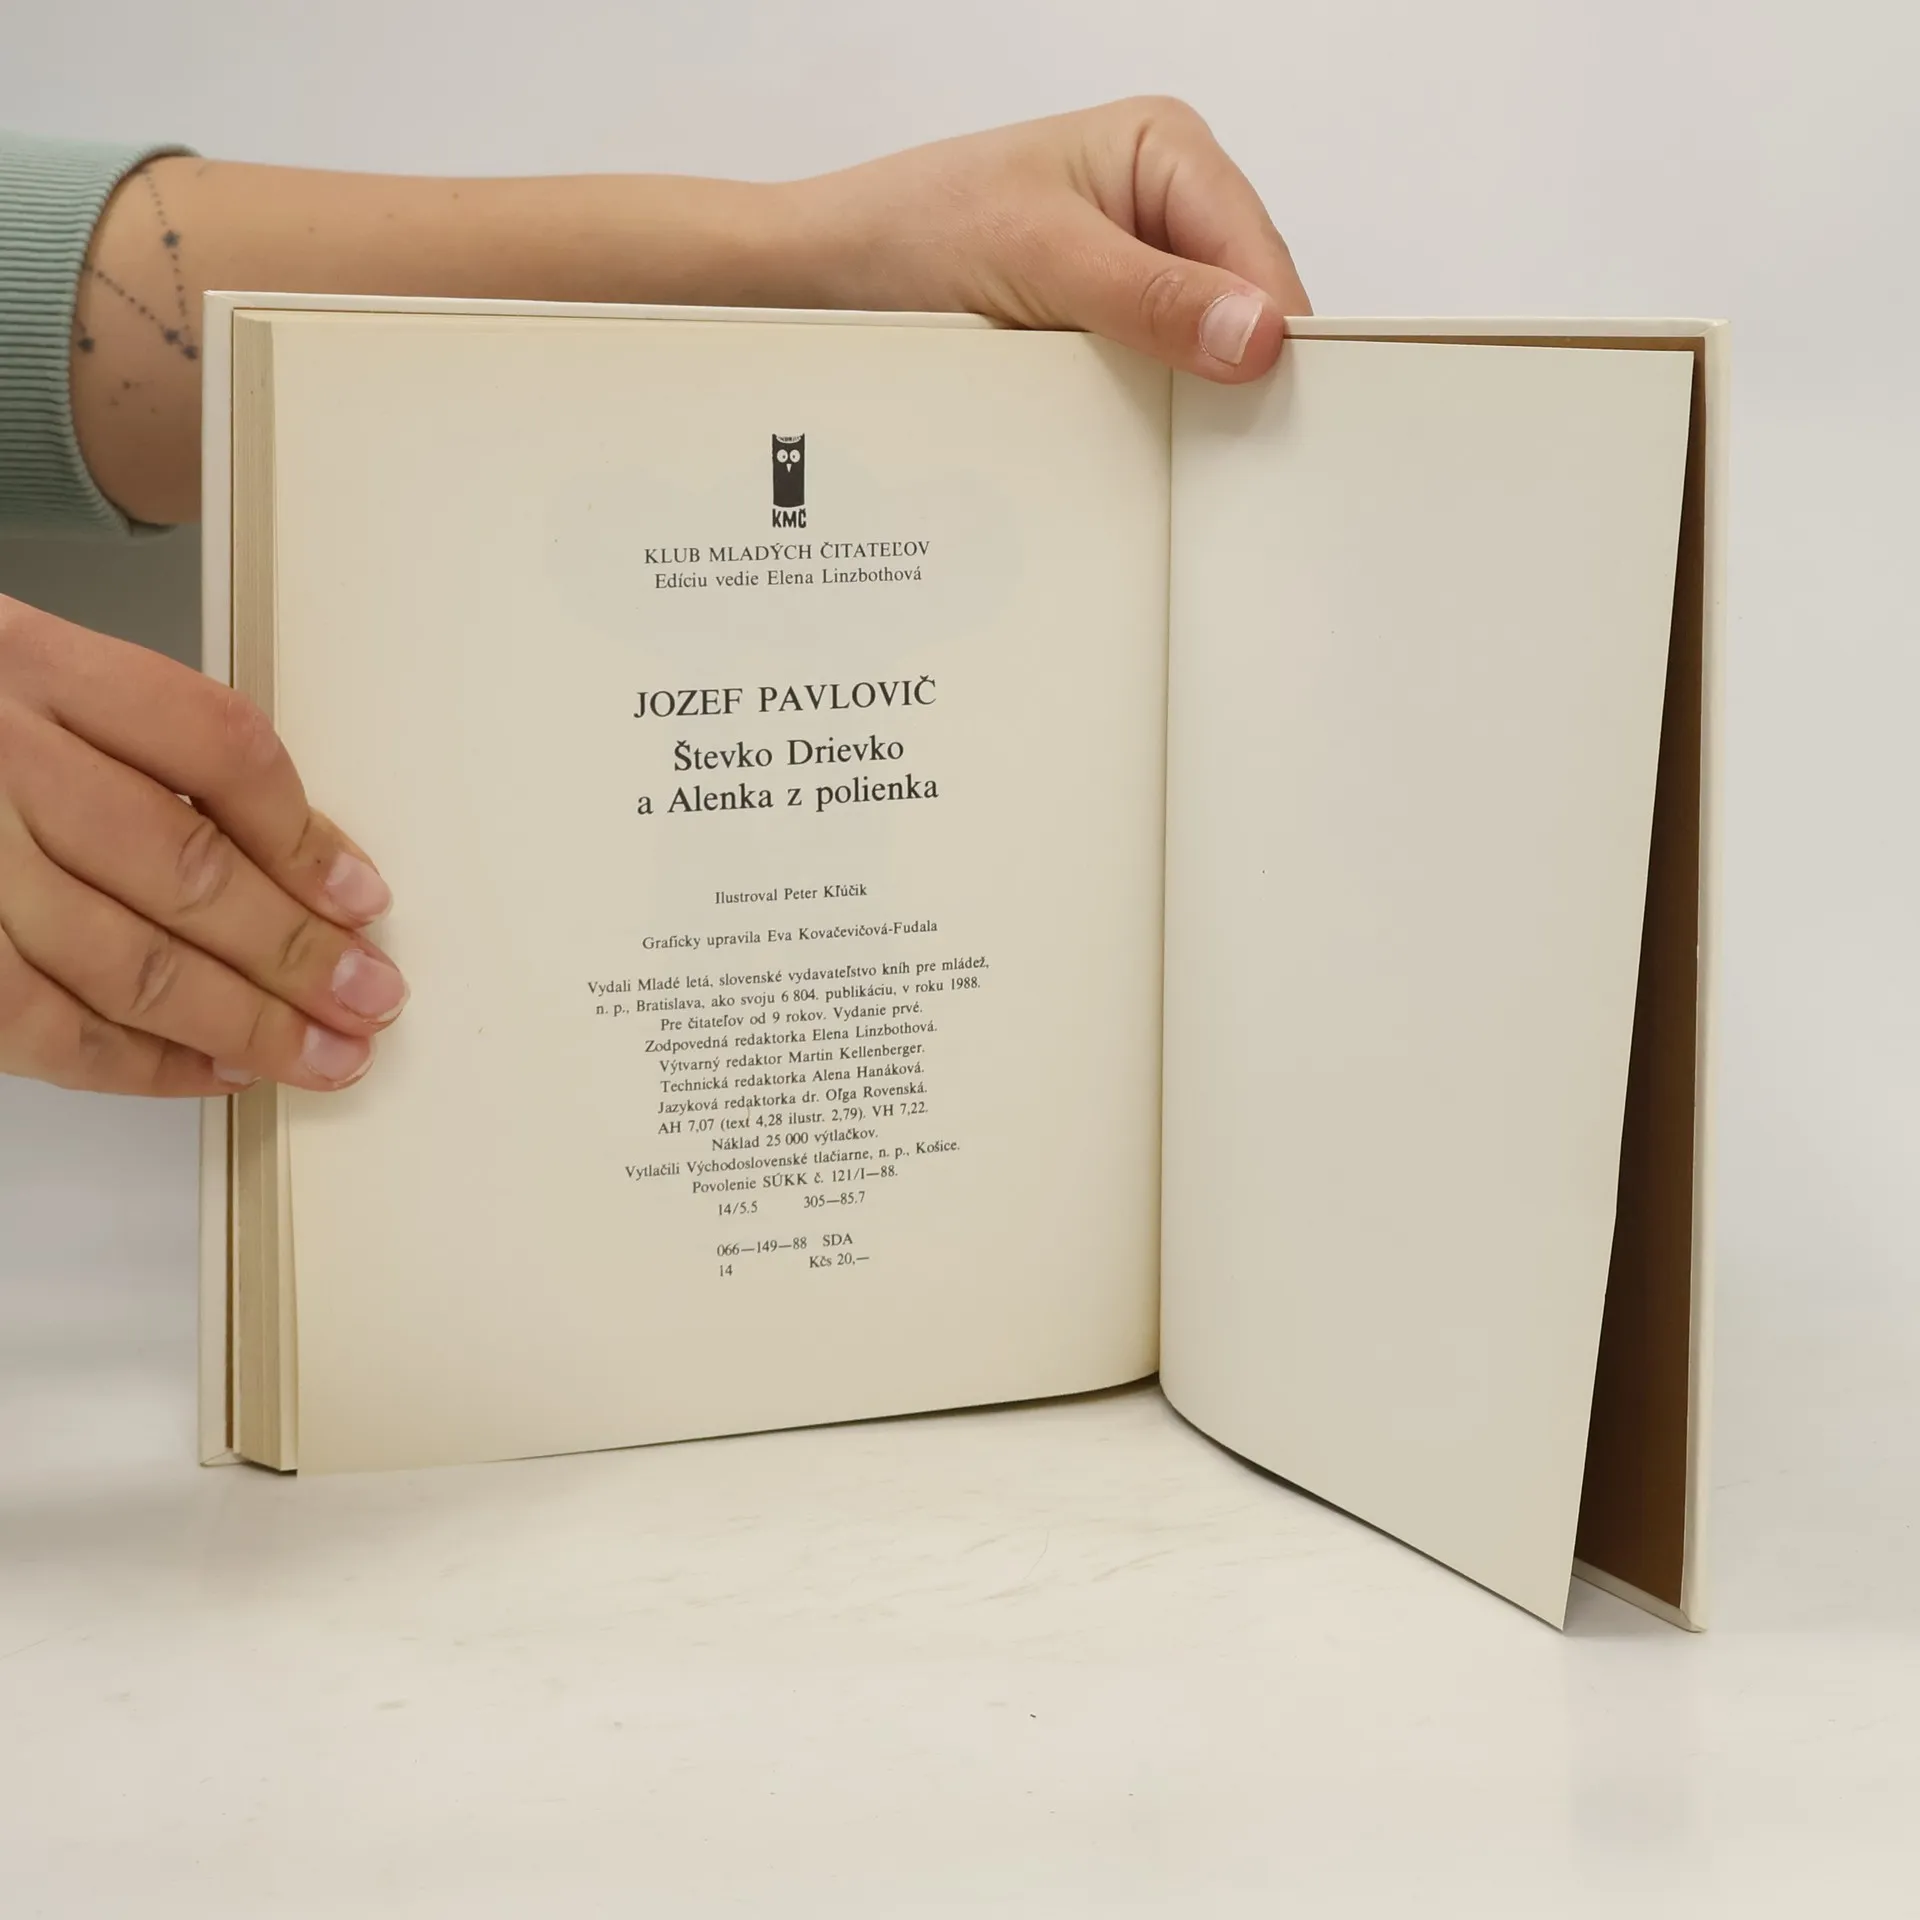 KMČ
KLUB MLADÝCH ČITATEĽOV
Edíciu vedie Elena Linzbothová
JOZEF PAVLOVIČ
Števko Drievko
a Alenka z polienka
Ilustroval Peter Kľúčik
Graficky upravila Eva Kovačevičová-Fudala
Vydali Mladé letá, slovenské vydavateľstvo kníh pre mládež,
n. p., Bratislava, ako svoju 6 804. publikáciu, v roku 1988.
Pre čitateľov od 9 rokov. Vydanie prvé.
Zodpovedná redaktorka Elena Linzbothová.
Výtvarný redaktor Martin Kellenberger.
Technická redaktorka Alena Hanáková.
Jazyková redaktorka dr. Oľga Rovenská.
AH 7,07 (text 4,28 ilustr. 2,79). VH 7,22.
Náklad 25 000 výtlačkov.
Vytlačili Východoslovenské tlačiarne, n. p., Košice.
Povolenie SÚKK č. 121/I—88.
14/5.5 305—85.7
066—149—88 SDA
14 Kčs 20,—